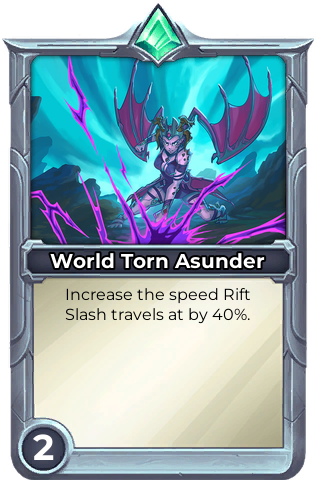 World Torn Asunder
Increase the speed Rift
Slash travels at by 40%.
2